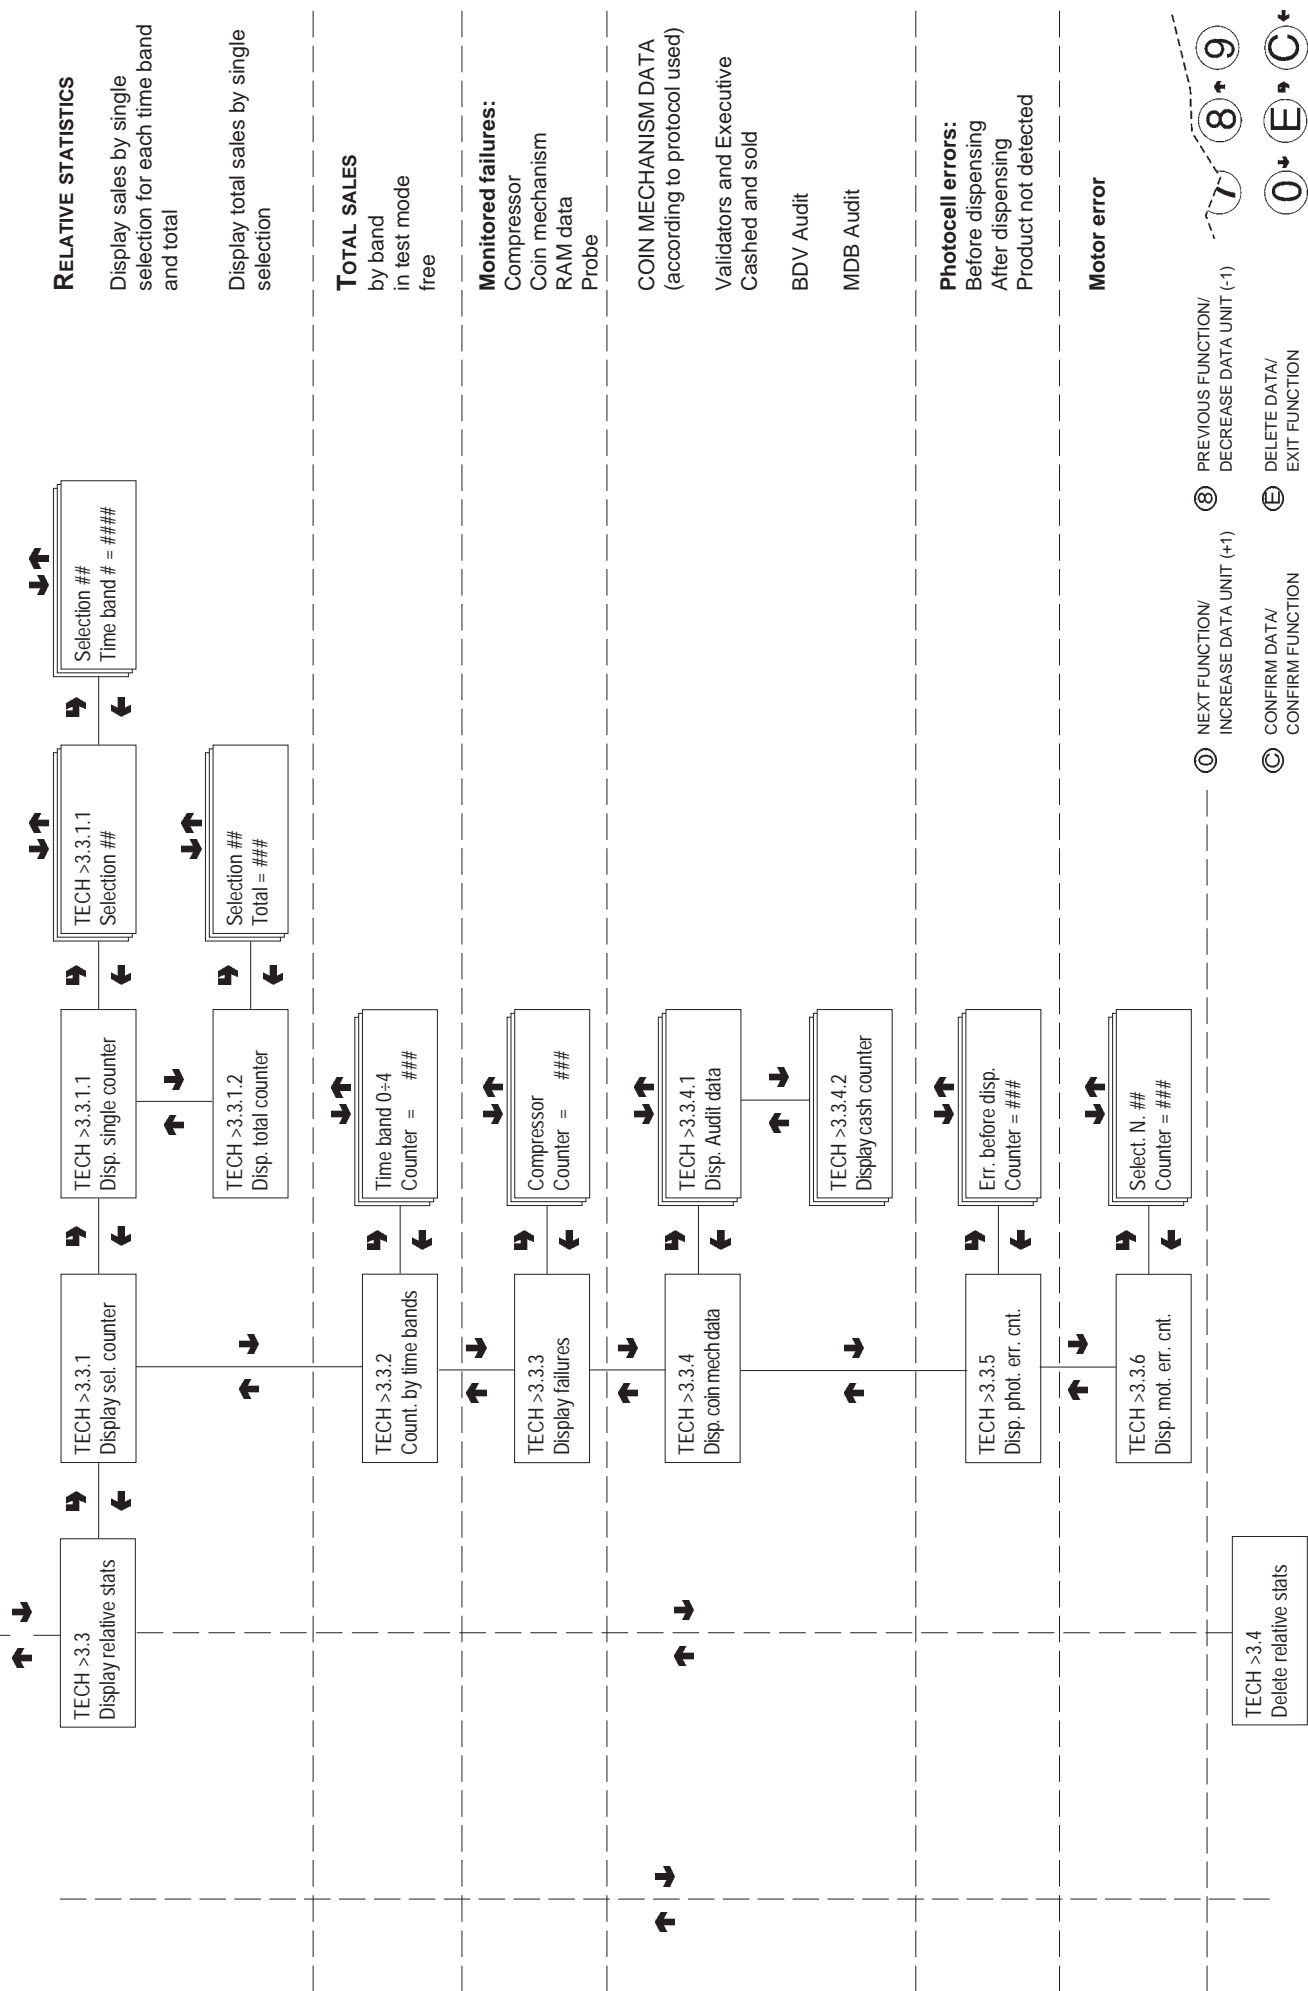 TECH >3.3
Display relative stats
TECH >3.3.1
Display sel. counter
TECH >3.3.1.1
Disp. single counter
TECH >3.3.1.1
Selection ##
Selection ##
Time band # = ####
RELATIVE STATISTICS
Display sales by single
selection for each time band
and total
TECH >3.3.1.2
Disp. total counter
Selection ##
Total = ###
Display total sales by single
selection
TECH >3.3.2
Count. by time bands
Time band 0÷4
Counter = ###
TOTAL SALES
by band
in test mode
free
TECH >3.3.3
Display failures
Compressor
Counter = ###
Monitored failures:
Compressor
Coin mechanism
RAM data
Probe
TECH >3.3.4
Disp. coin mech data
TECH >3.3.4.1
Disp. Audit data
TECH >3.3.4.2
Display cash counter
COIN MECHANISM DATA
(according to protocol used)
Validators and Executive
Cashed and sold
BDV Audit
MDB Audit
TECH >3.3.5
Disp. phot. err. cnt.
Err. before disp.
Counter = ###
Photocell errors:
Before dispensing
After dispensing
Product not detected
TECH >3.3.6
Disp. mot. err. cnt.
Select. N. ##
Counter = ###
Motor error
TECH >3.4
Delete relative stats
0 NEXT FUNCTION/
INCREASE DATA UNIT (+1)
8 PREVIOUS FUNCTION/
DECREASE DATA UNIT (-1)
C CONFIRM DATA/
CONFIRM FUNCTION
E DELETE DATA/
EXIT FUNCTION
7 8 9
0 E C